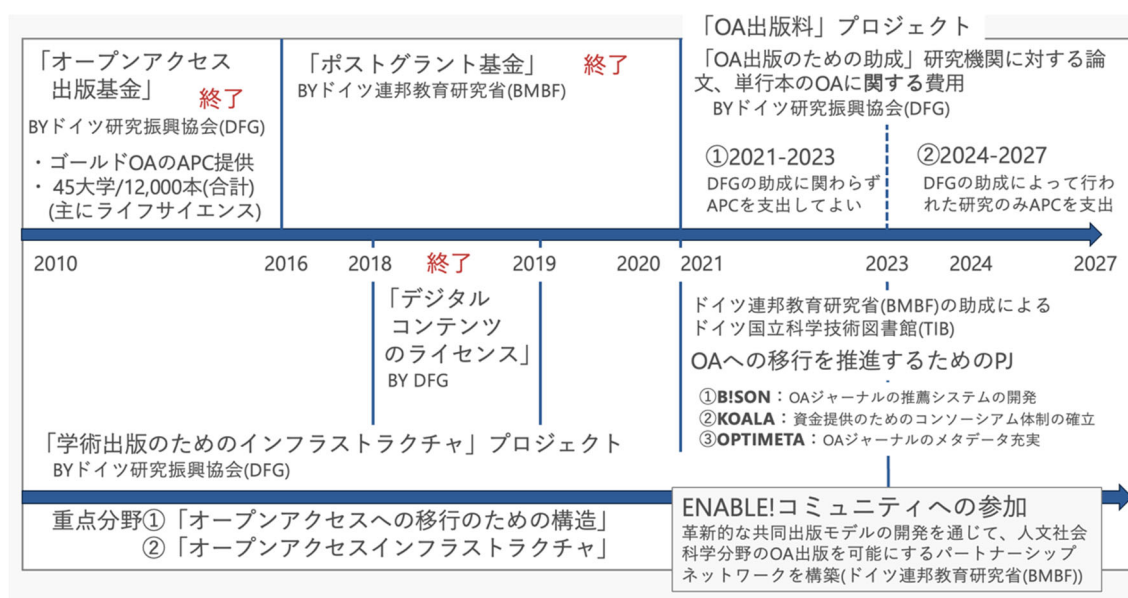 「オープンアクセス
出版基金」
終了
BYドイツ研究振興協会(DFG)
・ゴールドOAのAPC提供
・45大学/12,000本(合計)
(主にライフサイエンス)
「ポストグラント基金」 終了
BYドイツ連邦教育研究省(BMBF)
「OA出版料」プロジェクト
「OA出版のための助成」研究機関に対する論
文、単行本のOAに関する費用
BYドイツ研究振興協会(DFG)
①2021-2023
DFGの助成に関わらず
APCを支出してよい
②2024-2027
DFGの助成によって行わ
れた研究のみAPCを支出
2010 2016 2018 終了 2019 2020 2021 2023 2024 2027
「デジタル
コンテンツ
のライセンス」
BY DFG
ドイツ連邦教育研究省(BMBF)の助成による
ドイツ国立科学技術図書館(TIB)
OAへの移行を推進するためのPJ
①B!SON：OAジャーナルの推薦システムの開発
②KOALA：資金提供のためのコンソーシアム体制の確立
③OPTIMETA：OAジャーナルのメタデータ充実
「学術出版のためのインフラストラクチャ」プロジェクト
BYドイツ研究振興協会(DFG)
重点分野①「オープンアクセスへの移行のための構造」
②「オープンアクセスインフラストラクチャ」
ENABLE!コミュニティへの参加
革新的な共同出版モデルの開発を通じて、人文社会
科学分野のOA出版を可能にするパートナーシップ
ネットワークを構築(ドイツ連邦教育研究省(BMBF))